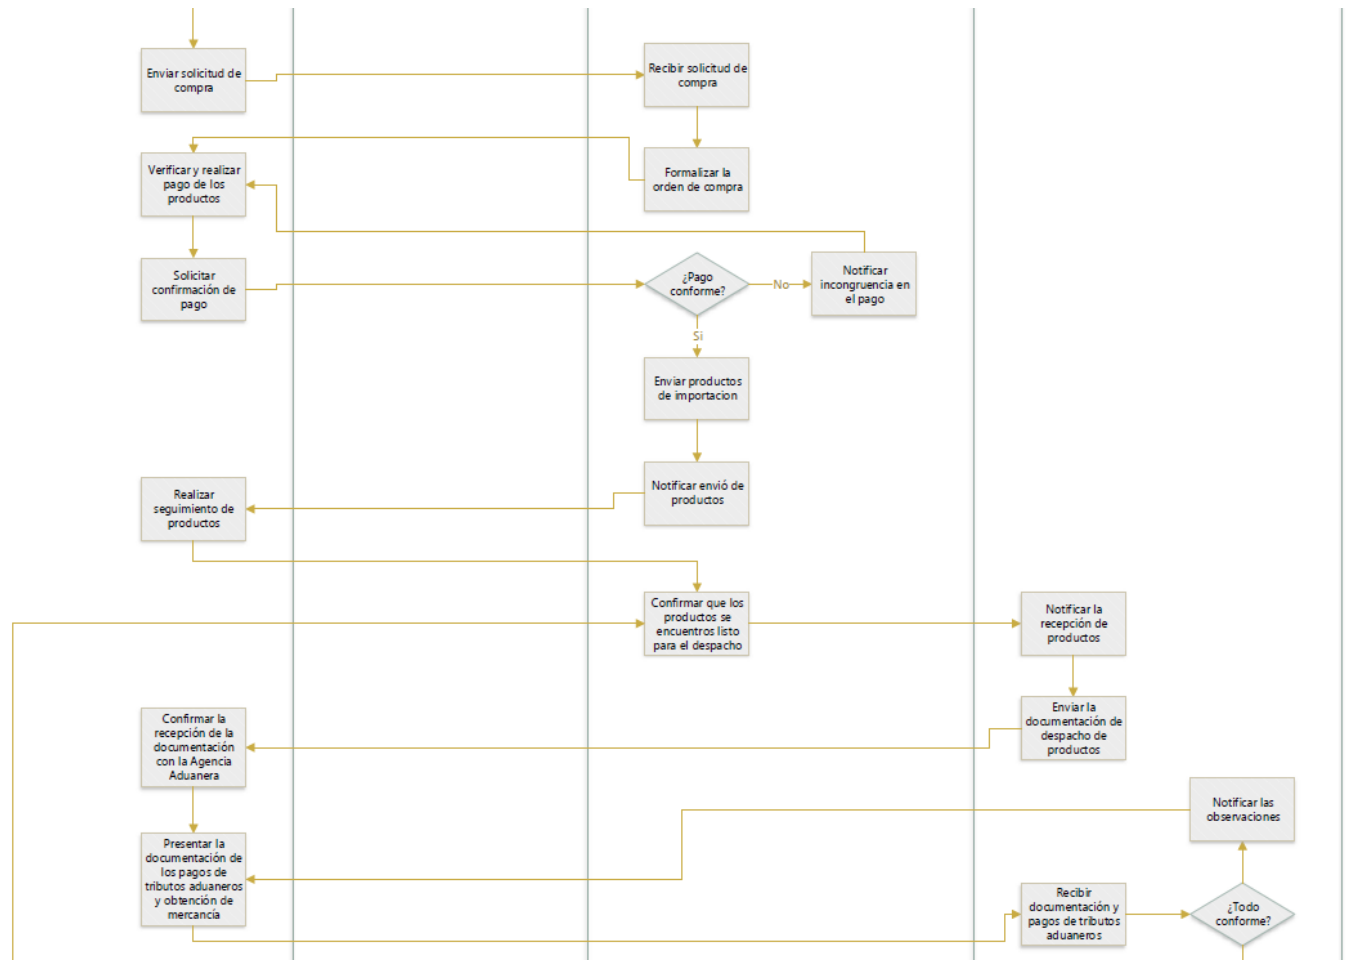 Enviar solicitud de
compra
Recibir solicitud de
compra
Verificar y realizar
pago de los
productos
Formalizar la
orden de compra
Solicitar
confirmación de
pago
¿Pago
conforme?
No
Notificar
incongruencia en
el pago
Si
Enviar productos
de importacion
Notificar envió de
productos
Realizar
seguimiento de
productos
Confirmar que los
productos se
encuentros listo
para el despacho
Notificar la
recepción de
productos
Enviar la
documentación de
despacho de
productos
Confirmar la
recepción de la
documentación
con la Agencia
Aduanera
Notificar las
observaciones
Presentar la
documentación de
los pagos de
tributos aduaneros
y obtención de
mercancía
Recibir
documentación y
pagos de tributos
aduaneros
¿Todo
conforme?